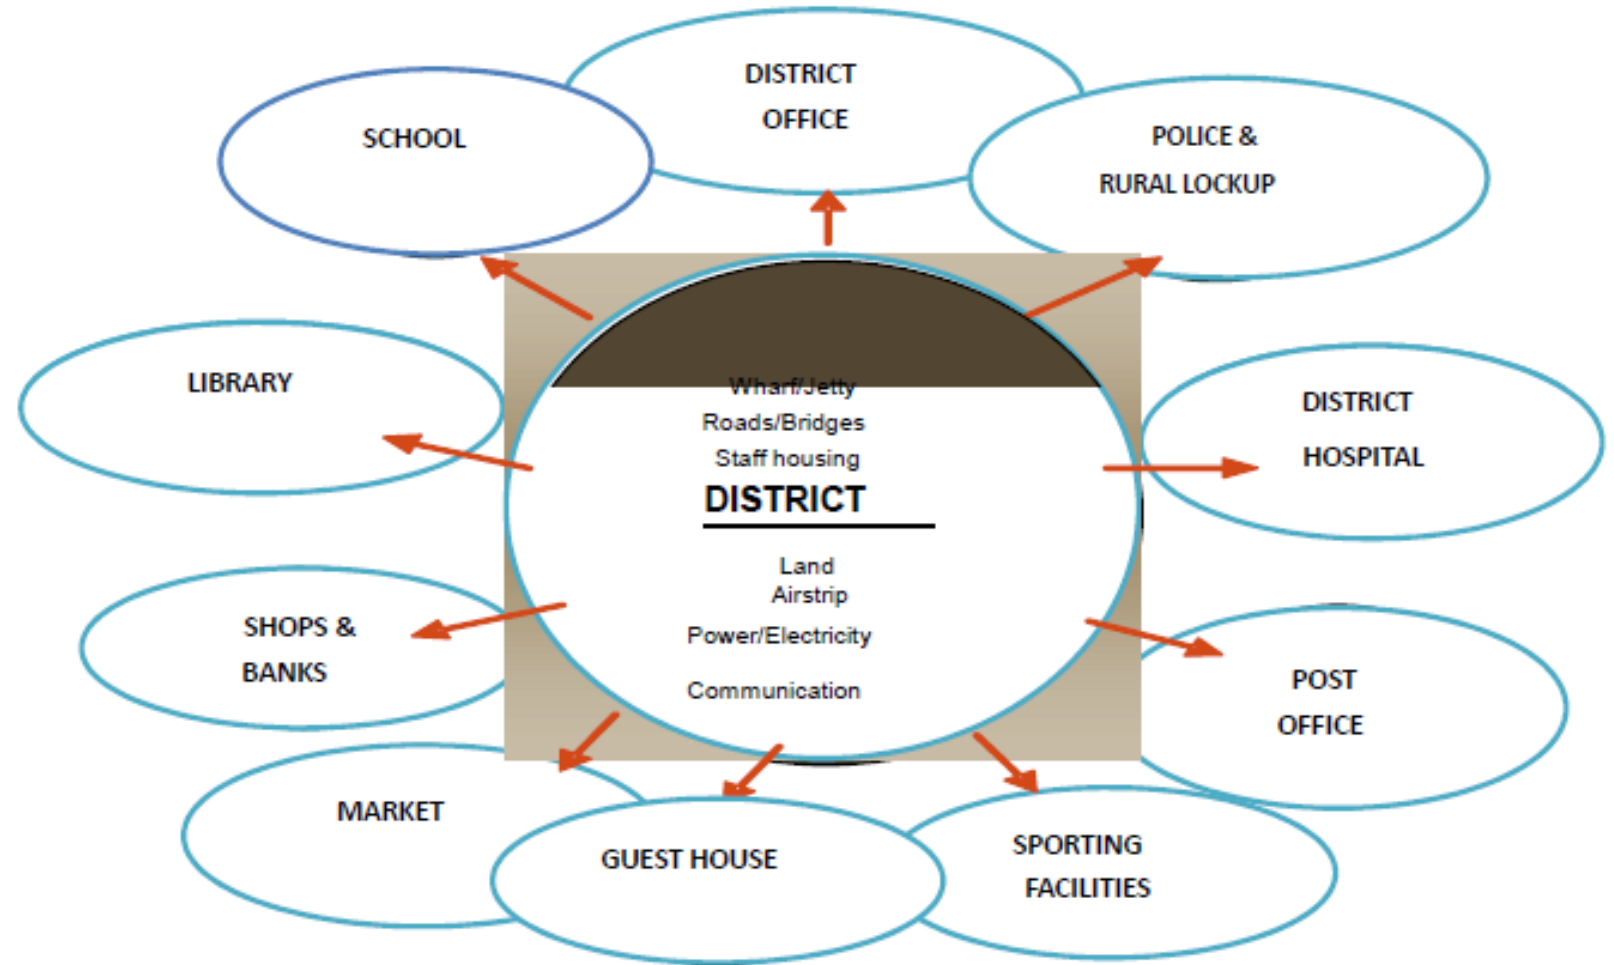 DISTRICT
OFFICE
SCHOOL
POLICE &
RURAL LOCKUP
LIBRARY
Wharf/Jetty
Roads/Bridges
Staff housing
DISTRICT
Land
Airstrip
Power/Electricity
Communication
DISTRICT
HOSPITAL
SHOPS &
BANKS
POST
OFFICE
MARKET
GUEST HOUSE
SPORTING
FACILITIES